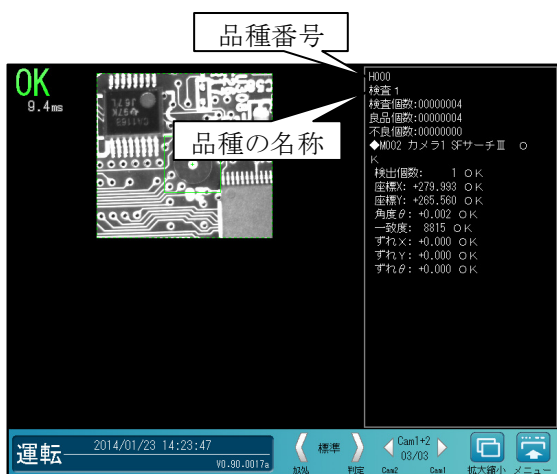 品種番号
OK
9.4ms
H000
検査1
検査個数:00000004
良品個数:00000004
不良個数:00000000
品種の名称
◆M002 カメラ1 SFサーチⅢ O
K
検出個数: 1 OK
座標X: +279.993 OK
座標Y: +265.560 OK
角度θ: +0.002 OK
一致度: 8815 OK
ずれX: +0.000 OK
ずれY: +0.000 OK
ずれθ: +0.000 OK
運転
2014/01/23 14:23:47
V0.90.0017a
標準
判定
Cam1+2
03/03
Cam2
Cam1
拡大縮小
メニュー